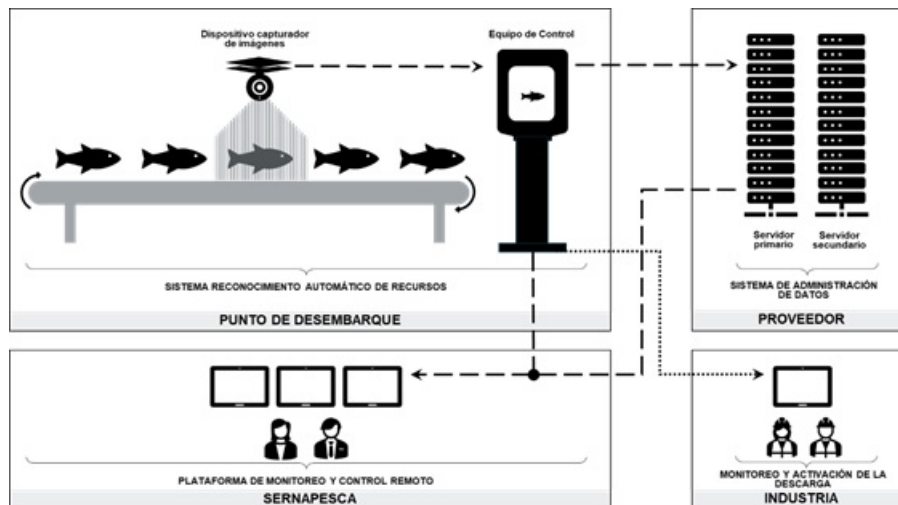 Dispositivo capturador
de imágenes
Equipo de Control
SISTEMA RECONOCIMIENTO AUTOMÁTICO DE RECURSOS
PUNTO DE DESEMBARQUE
Servidor
primario
Servidor
secundario
SISTEMA DE ADMINISTRACIÓN
DE DATOS
PROVEEDOR
PLATAFORMA DE MONITOREO Y CONTROL REMOTO
SERNAPESCA
MONITOREO Y ACTIVACIÓN DE LA
DESCARGA
INDUSTRIA